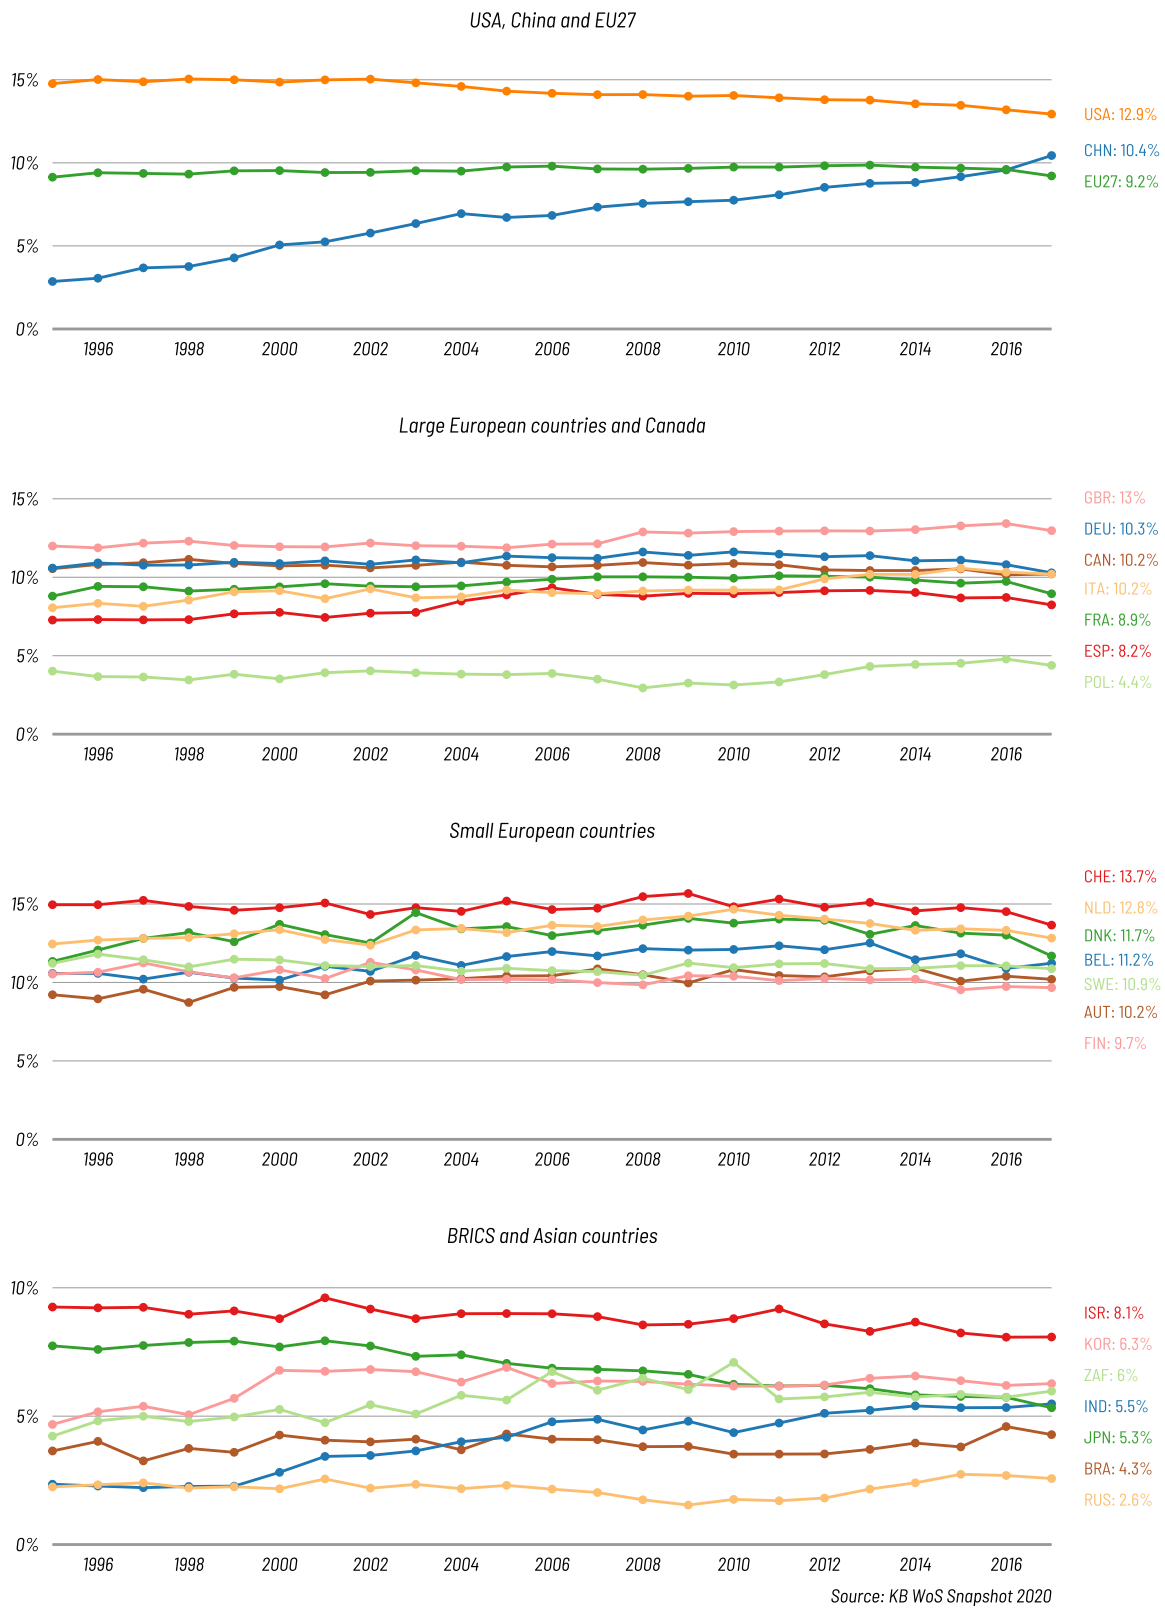 USA, China and EU27
15%
USA: 12.9%
CHN: 10.4%
10%
EU27: 9.2%
5%
0%
1996 1998 2000 2002 2004 2006 2008 2010 2012 2014 2016
Large European countries and Canada
15%
GBR: 13%
DEU: 10.3%
CAN: 10.2%
10%
ITA: 10.2%
FRA: 8.9%
ESP: 8.2%
5%
POL: 4.4%
0%
1996 1998 2000 2002 2004 2006 2008 2010 2012 2014 2016
Small European countries
CHE: 13.7%
15%
NLD: 12.8%
DNK: 11.7%
BEL: 11.2%
10%
SWE: 10.9%
AUT: 10.2%
FIN: 9.7%
5%
0%
1996 1998 2000 2002 2004 2006 2008 2010 2012 2014 2016
BRICS and Asian countries
10%
ISR: 8.1%
KOR: 6.3%
ZAF: 6%
IND: 5.5%
5%
JPN: 5.3%
BRA: 4.3%
RUS: 2.6%
0%
1996 1998 2000 2002 2004 2006 2008 2010 2012 2014 2016
Source: KB WoS Snapshot 2020